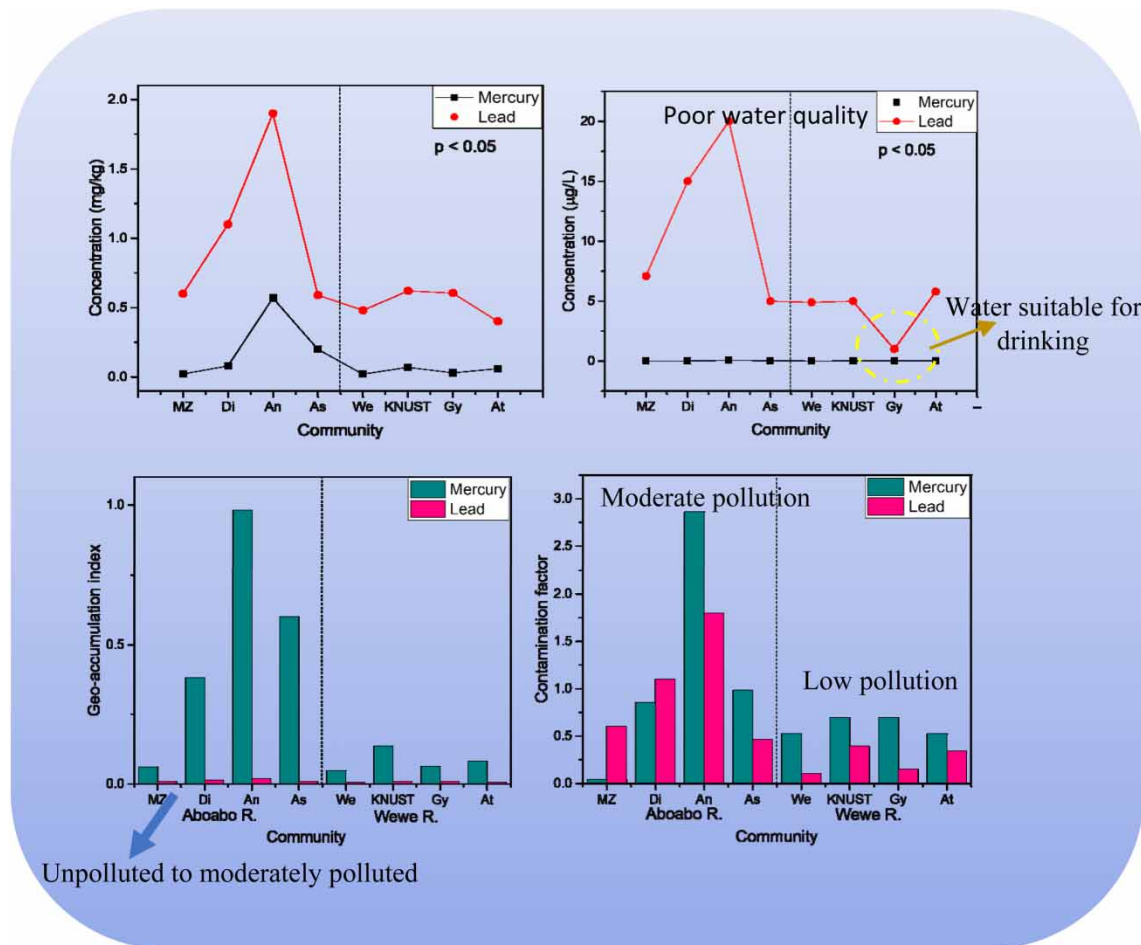 2.0
1.5
1.0
0.5
0.0
Concentration (mg/kg)
Mercury
Lead
p < 0.05
MZ Di An As We KNUST Gy At
Community
20
15
10
5
0
Concentration (µg/L)
Poor water quality
Mercury
Lead
p < 0.05
Water suitable for
drinking
MZ Di An As We KNUST Gy At --
Community
1.0
0.5
0.0
Geo-accumulation index
Mercury
Lead
MZ Di An As We KNUST Gy At
Aboabo R. Wewe R.
Community
Unpolluted to moderately polluted
3.0
2.5
2.0
1.5
1.0
0.5
0.0
Contamination factor
Moderate pollution
Mercury
Lead
Low pollution
MZ Di An As We KNUST Gy At
Aboabo R. Wewe R.
Community